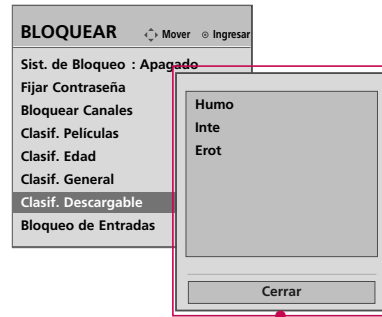 BLOQUEAR Mover Ingresar
Sist. de Bloqueo : Apagado
Fijar Contraseña
Bloquear Canales
Clasif. Películas
Clasif. Edad
Clasif. General
Clasif. Descargable
Bloqueo de Entradas
Humo
Inte
Erot
Cerrar